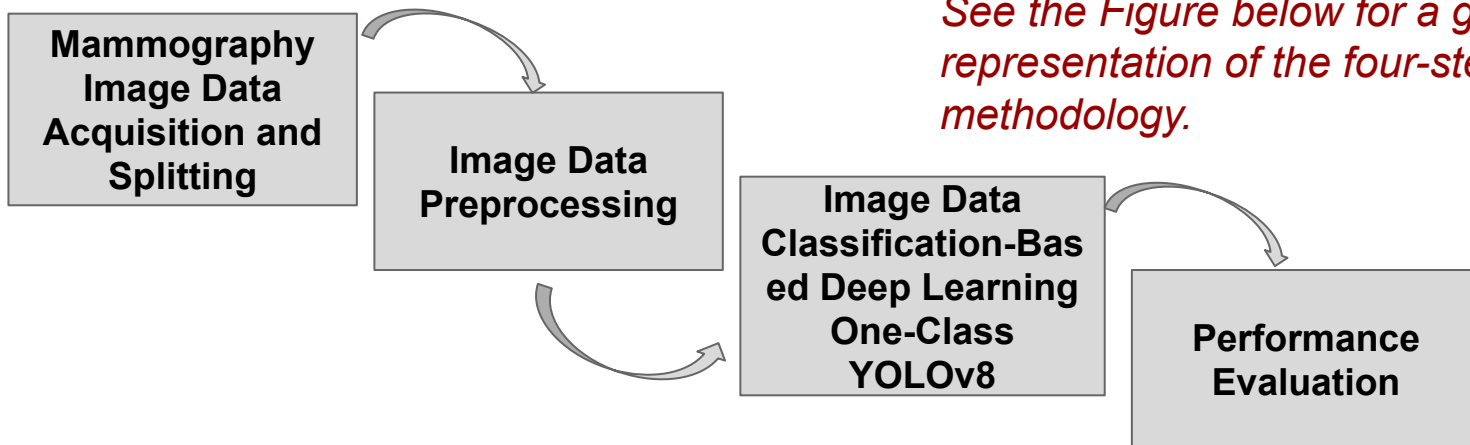 Mammography
Image Data
Acquisition and
Splitting
See the Figure below for a g
representation of the four-ste
methodology.
Image Data
Preprocessing
Image Data
Classification-Bas
ed Deep Learning
One-Class
YOLOv8
Performance
Evaluation